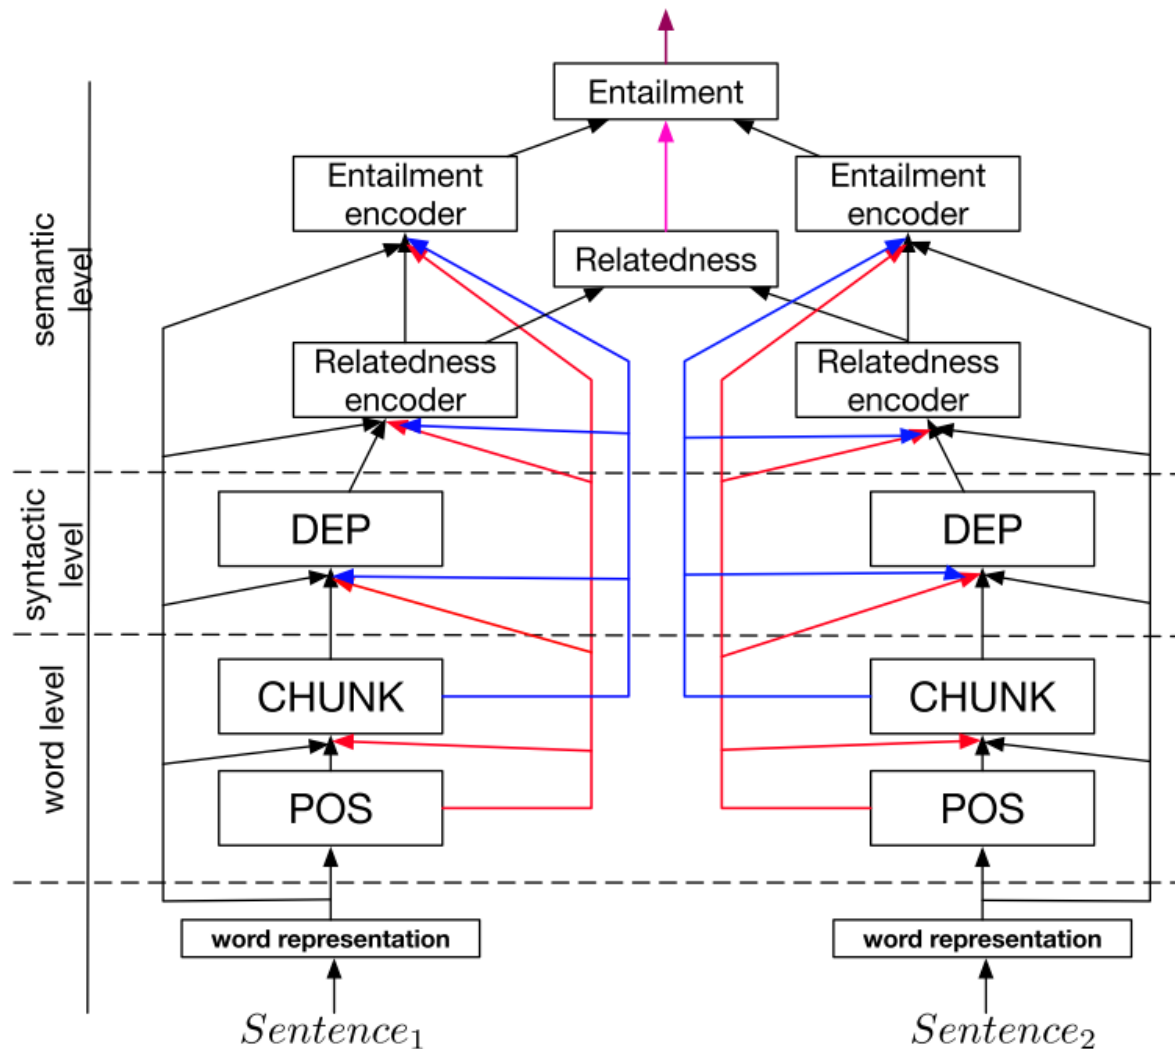 Entailment
Entailment
encoder
Entailment
encoder
Relatedness
semantic
level
Relatedness
encoder
Relatedness
encoder
syntactic
level
DEP
DEP
word level
CHUNK
CHUNK
POS
POS
word representation
word representation
Sentence₁
Sentence₂